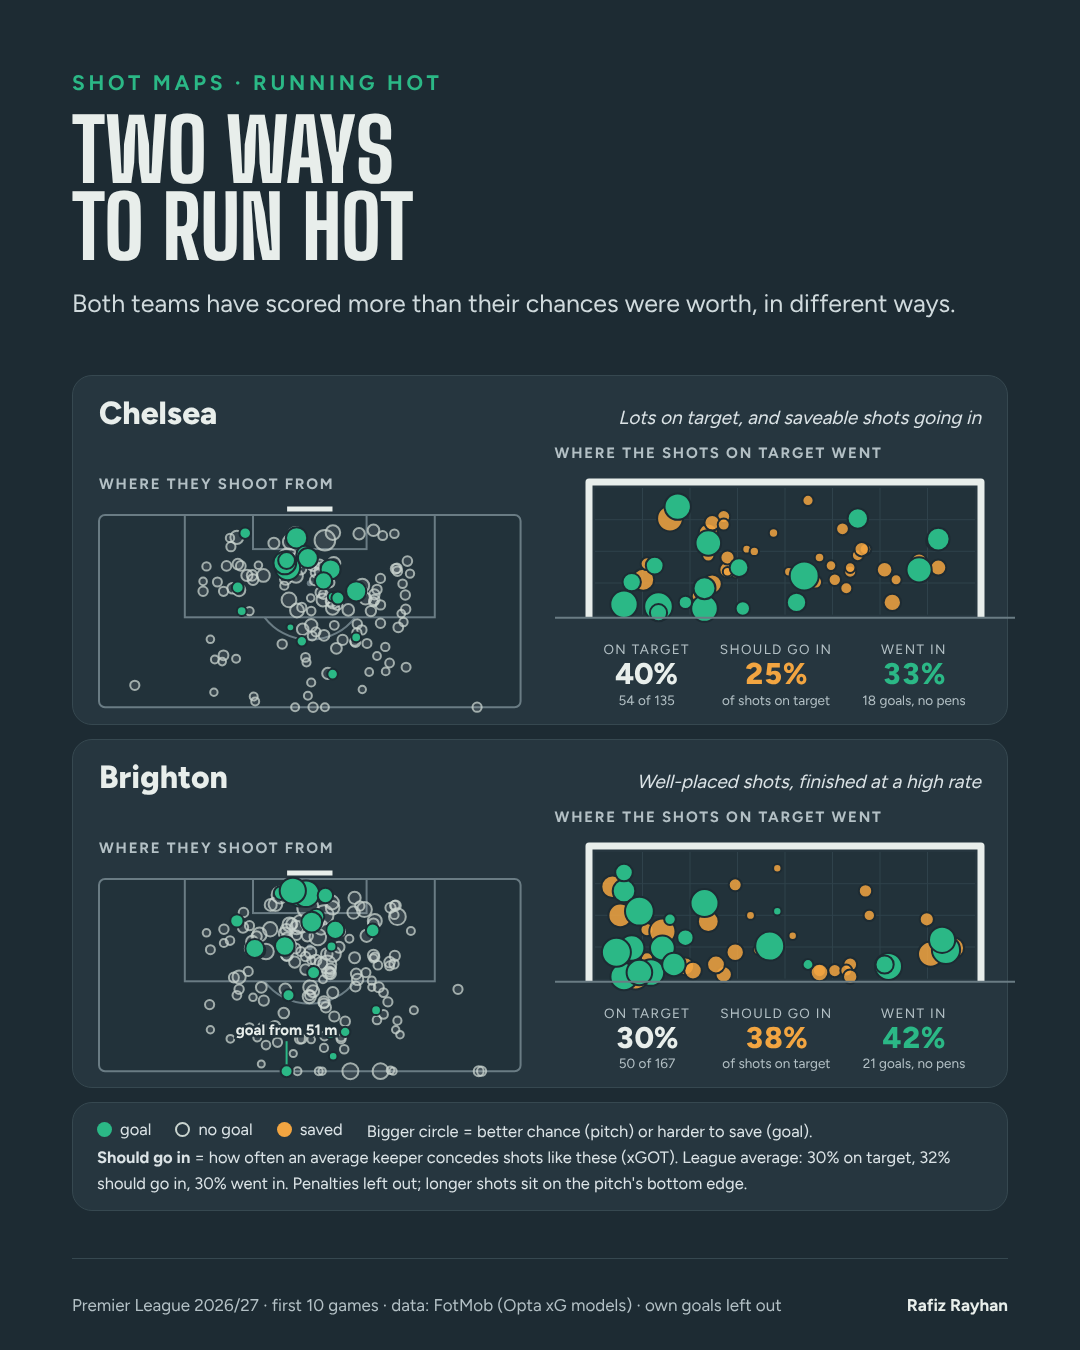 SHOT MAPS · RUNNING HOT
TWO WAYS
TO RUN HOT
Both teams have scored more than their chances were worth, in different ways.
Chelsea
Lots on target, and saveable shots going in
WHERE THEY SHOOT FROM
WHERE THE SHOTS ON TARGET WENT
ON TARGET
40%
54 of 135
SHOULD GO IN
25%
of shots on target
WENT IN
33%
18 goals, no pens
Brighton
Well-placed shots, finished at a high rate
WHERE THEY SHOOT FROM
goal from 51 m
WHERE THE SHOTS ON TARGET WENT
ON TARGET
30%
50 of 167
SHOULD GO IN
38%
of shots on target
WENT IN
42%
21 goals, no pens
goal no goal saved Bigger circle = better chance (pitch) or harder to save (goal).
Should go in = how often an average keeper concedes shots like these (xGOT). League average: 30% on target, 32%
should go in, 30% went in. Penalties left out; longer shots sit on the pitch's bottom edge.
Premier League 2026/27 · first 10 games · data: FotMob (Opta xG models) · own goals left out
Rafiz Rayhan